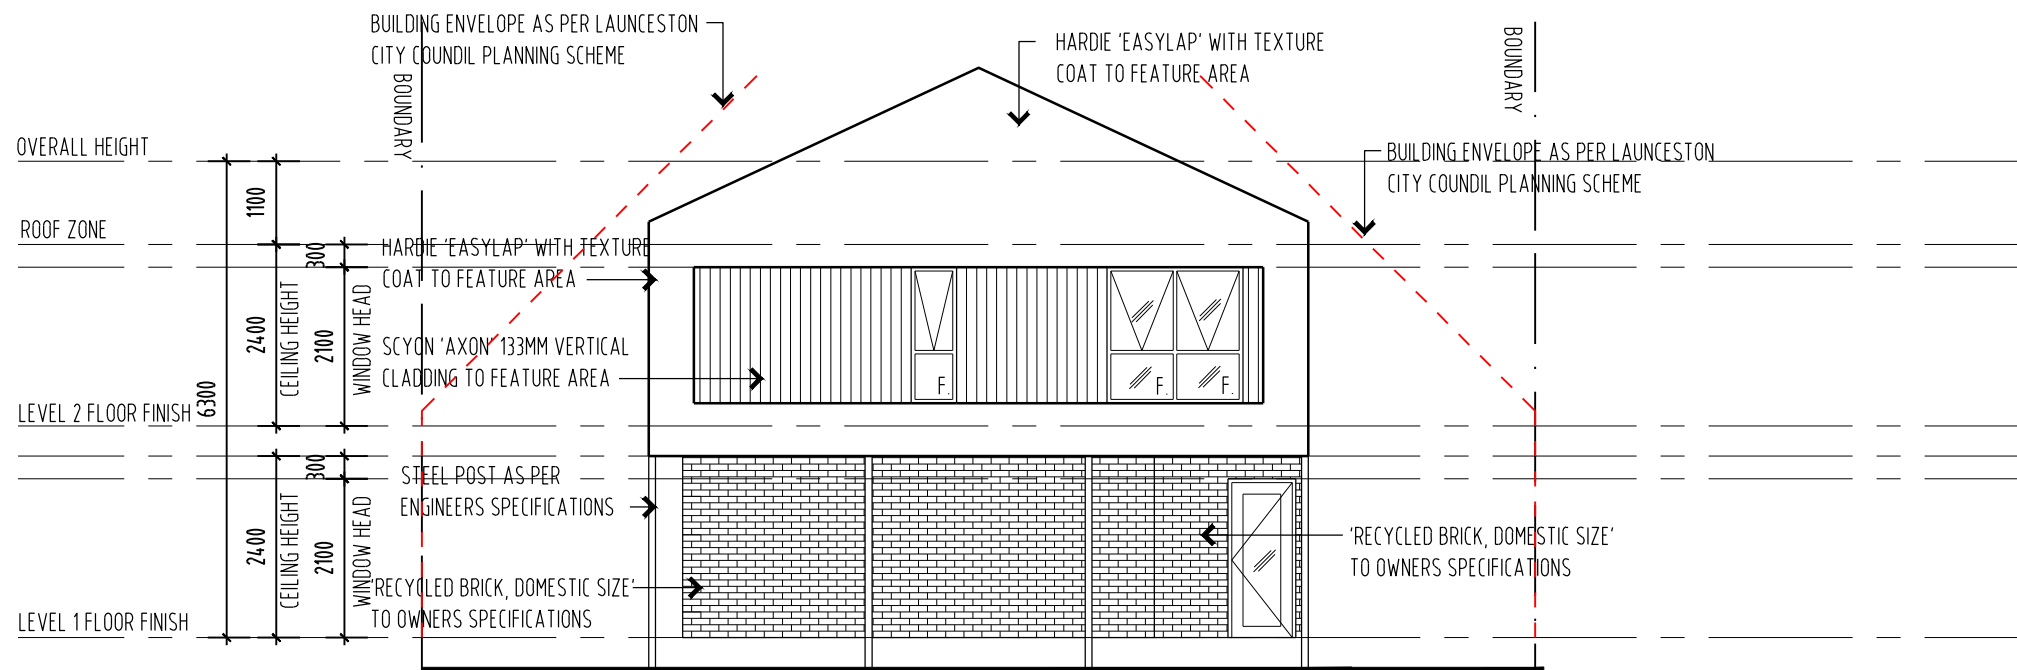 BUILDING ENVELOPE AS PER LAUNCESTON
CITY COUNDIL PLANNING SCHEME
HARDIE 'EASYLAP' WITH TEXTURE
COAT TO FEATURE AREA
BOUNDARY
BOUNDARY
OVERALL HEIGHT
BUILDING ENVELOPE AS PER LAUNCESTON
CITY COUNDIL PLANNING SCHEME
1100
ROOF ZONE
300
HARDIE 'EASYLAP' WITH TEXTURE
COAT TO FEATURE AREA
2400
CEILING HEIGHT
2100
WINDOW HEAD
SCYON 'AXON' 133MM VERTICAL
CLADDING TO FEATURE AREA
F.
F.
F.
6300
LEVEL 2 FLOOR FINISH
300
STEEL POST AS PER
ENGINEERS SPECIFICATIONS
2400
CEILING HEIGHT
2100
WINDOW HEAD
'RECYCLED BRICK, DOMESTIC SIZE'
TO OWNERS SPECIFICATIONS
'RECYCLED BRICK, DOMESTIC SIZE'
TO OWNERS SPECIFICATIONS
LEVEL 1 FLOOR FINISH